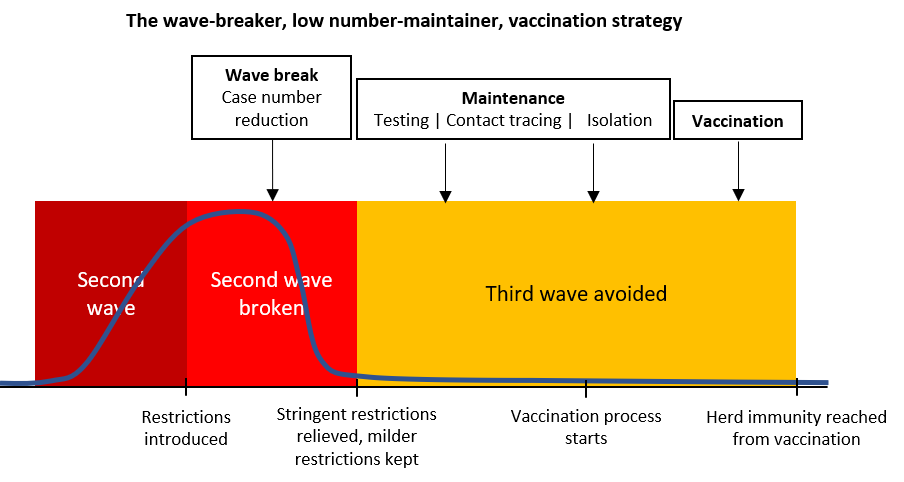 The wave-breaker, low number-maintainer, vaccination strategy
Wave break
Case number
reduction
Maintenance
Testing | Contact tracing | Isolation
Vaccination
Second
wave
Second wave
broken
Third wave avoided
Restrictions
introduced
Stringent restrictions
relieved, milder
restrictions kept
Vaccination process
starts
Herd immunity reached
from vaccination